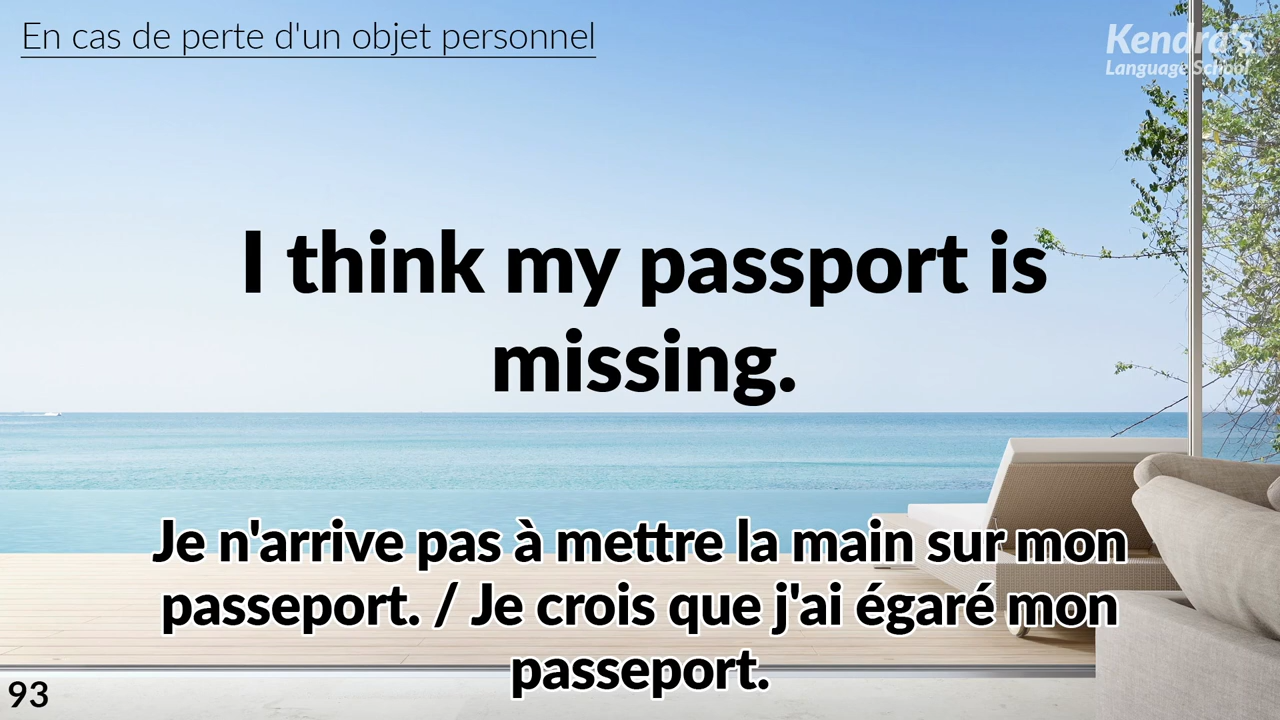 En cas de perte d'un objet personnel
Kendra's
Language School
I think my passport is
missing.
Je n'arrive pas à mettre la main sur mon
passeport. / Je crois que j'ai égaré mon
passeport.
93